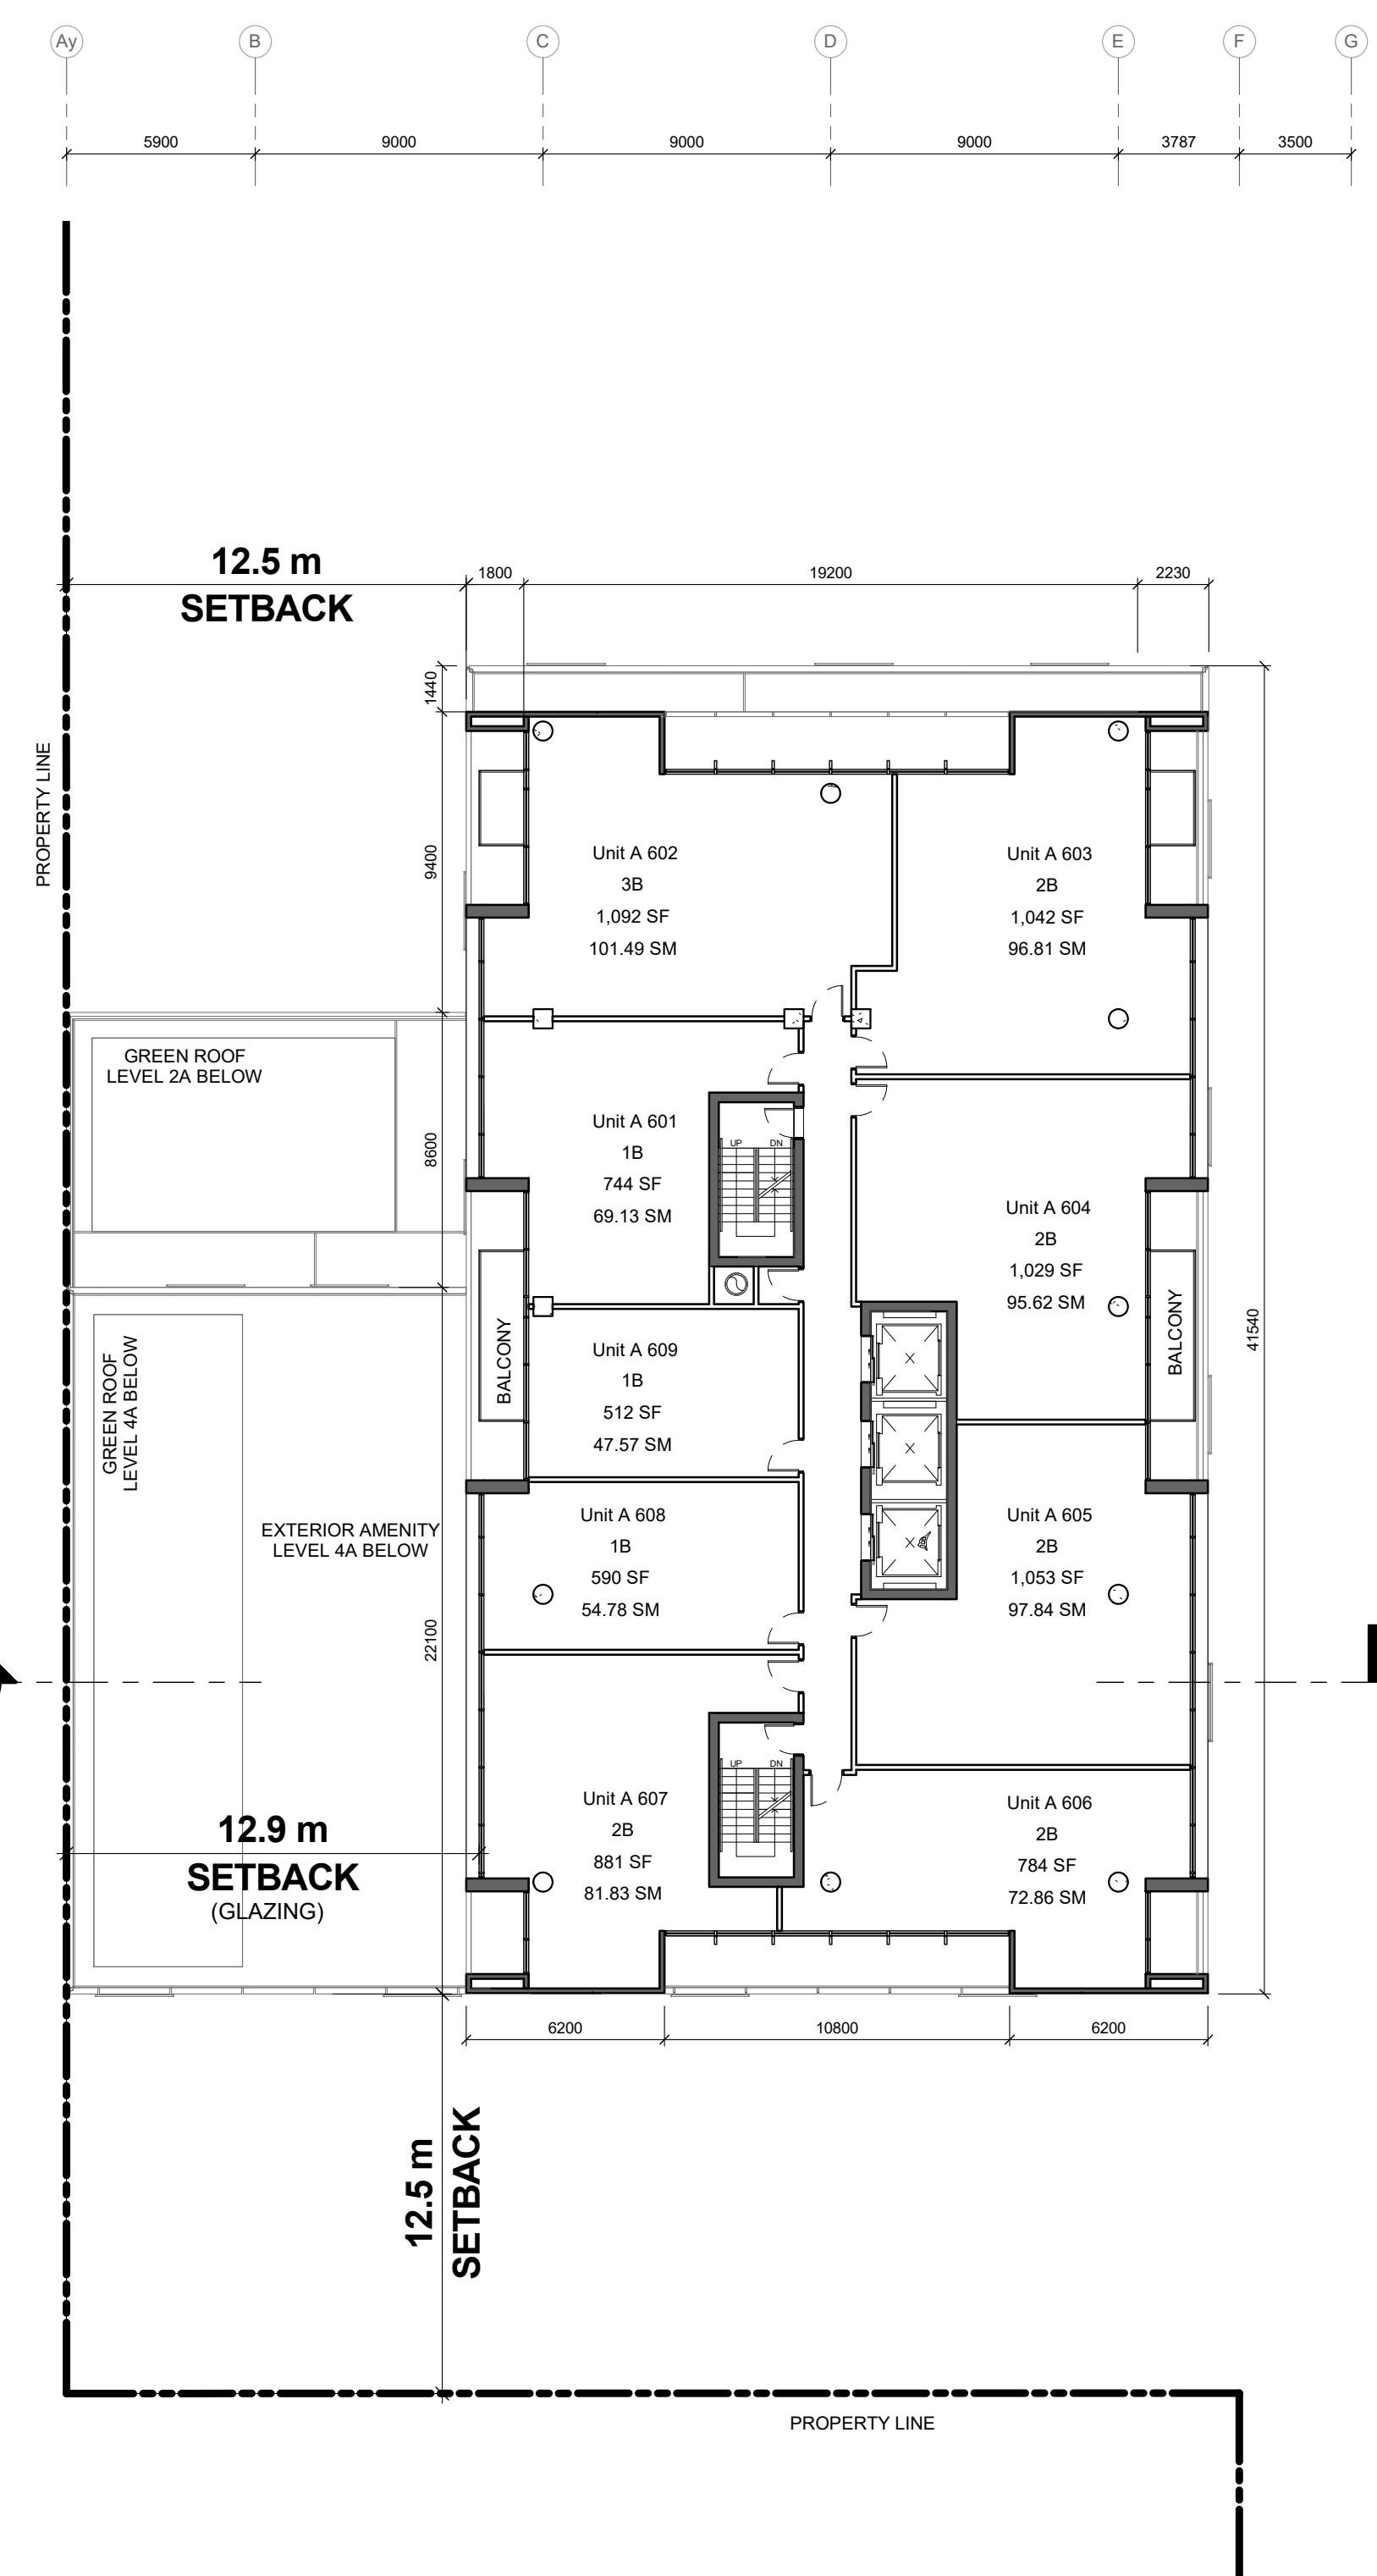 Ay B C D E F G
5900 9000 9000 9000 3787 3500
12.5 m
SETBACK
1800 19200 2230
1440
PROPERTY LINE
9400
Unit A 602
3B
1,092 SF
101.49 SM
Unit A 603
2B
1,042 SF
96.81 SM
GREEN ROOF
LEVEL 2A BELOW
8600
Unit A 601
1B
744 SF
69.13 SM
UP DN
Unit A 604
2B
1,029 SF
95.62 SM
BALCONY
BALCONY
41540
GREEN ROOF
LEVEL 4A BELOW
Unit A 609
1B
512 SF
47.57 SM
EXTERIOR AMENITY
LEVEL 4A BELOW
Unit A 608
1B
590 SF
54.78 SM
Unit A 605
2B
1,053 SF
97.84 SM
22100
UP DN
Unit A 607
2B
881 SF
81.83 SM
Unit A 606
2B
784 SF
72.86 SM
12.9 m
SETBACK
(GLAZING)
6200 10800 6200
12.5 m
SETBACK
PROPERTY LINE